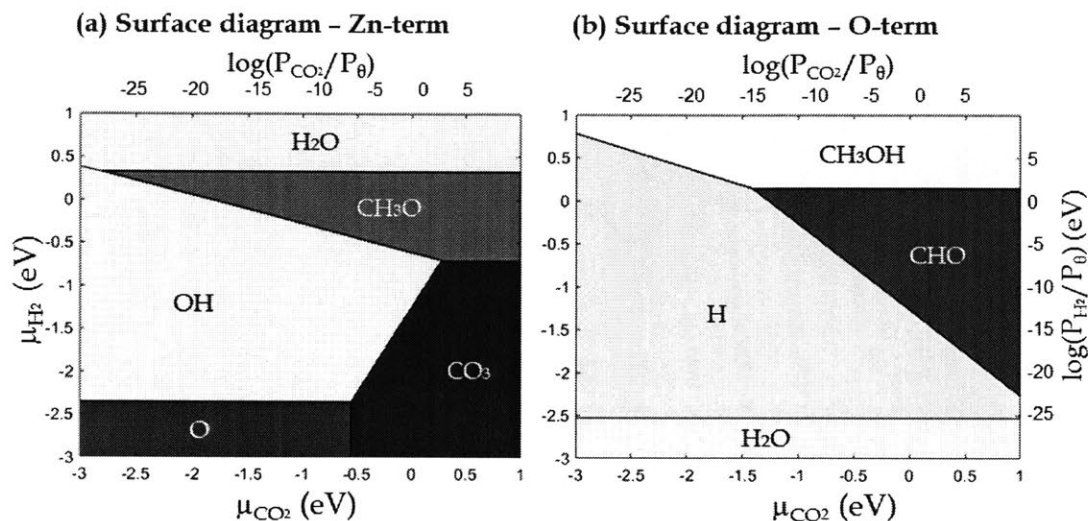 (a) Surface diagram – Zn-term
log(P_CO₂/P_θ)
-25 -20 -15 -10 -5 0 2 5
1
0.5
0
-0.5
-1
-1.5
-2
-2.5
-3
μ_H₂ (eV)
H₂O
CH₃O
OH
CO₃
O
-3 -2.5 -2 -1.5 -1 -0.5 0 0.5 1
μ_CO₂ (eV)
(b) Surface diagram – O-term
log(P_CO₂/P_θ)
-25 -20 -15 -10 -5 0 5
1
0.5
0
-0.5
-1
-1.5
-2
-2.5
-3
CH₃OH
CHO
H
H₂O
5
0
-5
-10
-15
-20
-25
log(P_H₂/P_θ) (eV)
-3 -2.5 -2 -1.5 -1 -0.5 0 0.5 1
μ_CO₂ (eV)